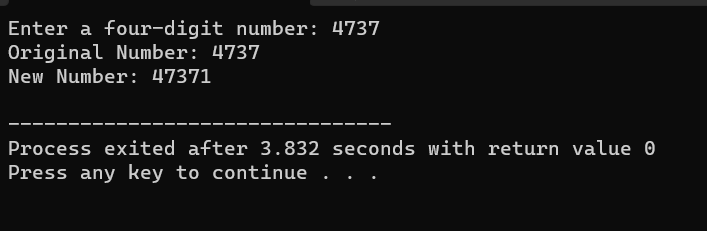 Enter a four-digit number: 4737
Original Number: 4737
New Number: 47371
--------------------------------
Process exited after 3.832 seconds with return value 0
Press any key to continue . . .